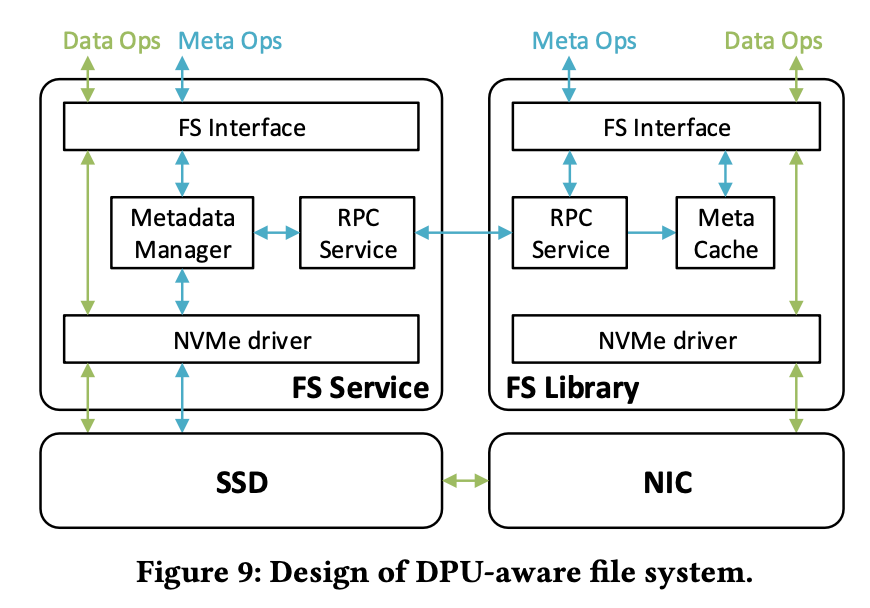 Data Ops Meta Ops
Meta Ops Data Ops
FS Interface
FS Interface
Metadata
Manager
RPC
Service
RPC
Service
Meta
Cache
NVMe driver
NVMe driver
FS Service
FS Library
SSD
NIC
Figure 9: Design of DPU-aware file system.